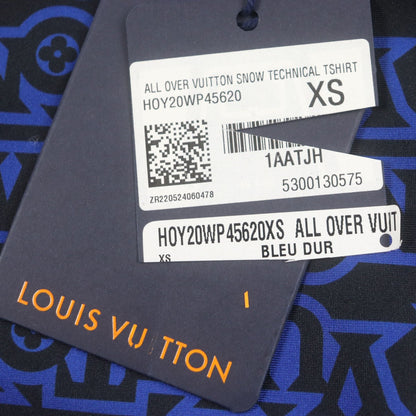 ALL OVER VUITTON SNOW TECHNICAL TSHIRT
HOY20WP45620
XS
1AATJH
5300130575
ZR220524060478
HOY20WP45620XS ALL OVER VUIT
XS
BLEU DUR
LOUIS VUITTON